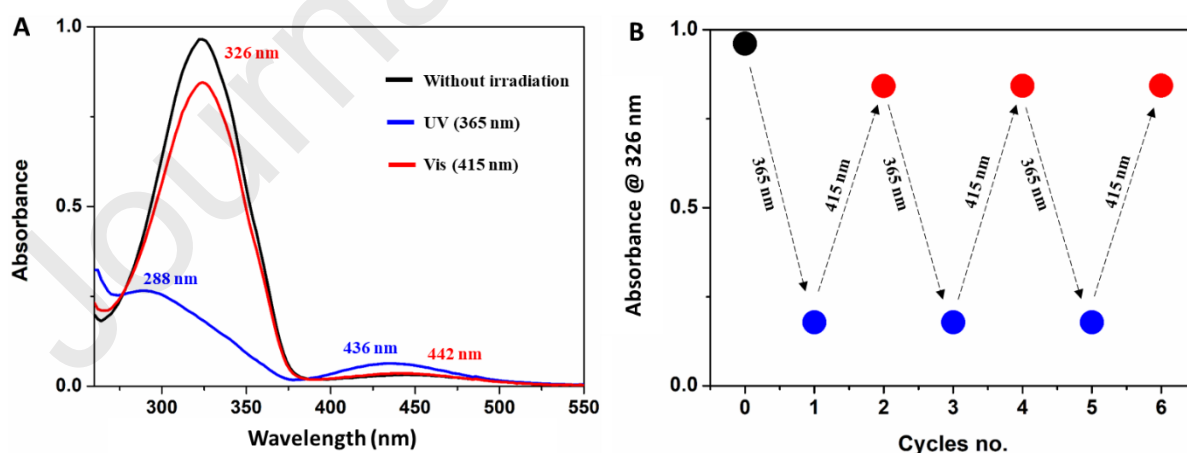 Journal
A
1.0
0.5
0.0
Absorbance
326 nm
Without irradiation
UV (365 nm)
Vis (415 nm)
288 nm
436 nm
442 nm
300
350
400
450
500
550
Wavelength (nm)
B
1.0
0.5
0.0
Absorbance @ 326 nm
365 nm
415 nm
365 nm
415 nm
365 nm
415 nm
0
1
2
3
4
5
6
Cycles no.